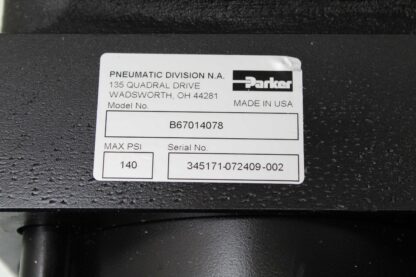 PNEUMATIC DIVISION N.A.
135 QUADRAL DRIVE
WADSWORTH, OH 44281
Parker
Model No.
MADE IN USA
B67014078
MAX PSI
Serial No.
140
345171-072409-002